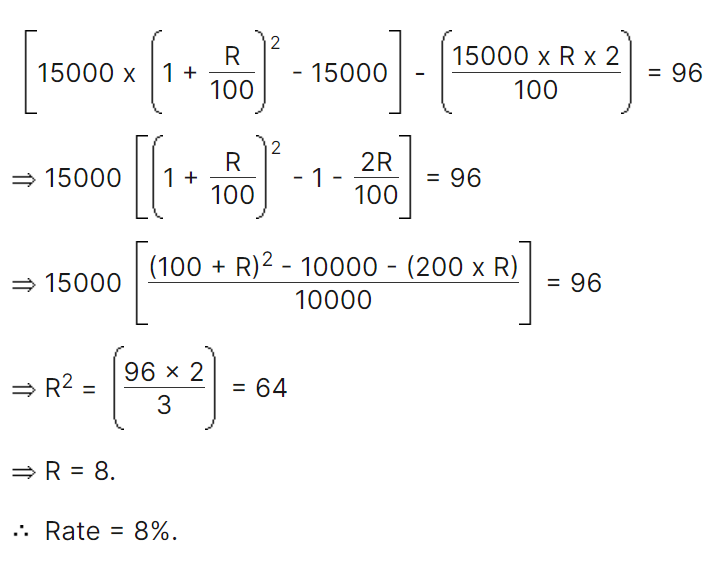 [15000 x (1 + R/100)² - 15000] - (15000 x R x 2/100) = 96
⇒ 15000 [(1 + R/100)² - 1 - 2R/100] = 96
⇒ 15000 [(100 + R)² - 10000 - (200 x R)/10000] = 96
⇒ R² = (96 × 2/3) = 64
⇒ R = 8.
∴ Rate = 8%.